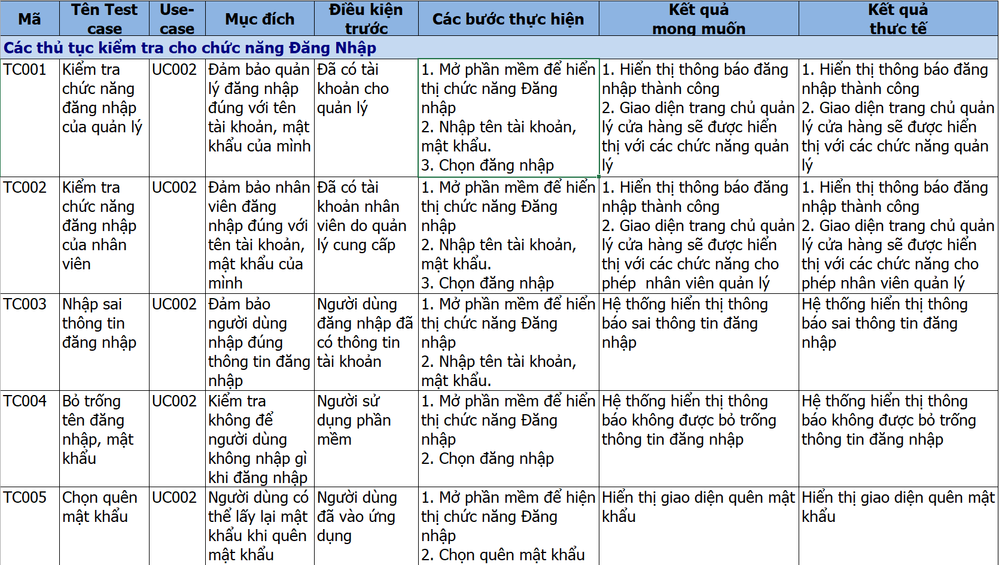 Mã
Tên Test
case
Use-
case
Mục đích
Điều kiện
trước
Các bước thực hiện
Kết quả
mong muốn
Kết quả
thực tế
Các thủ tục kiểm tra cho chức năng Đăng Nhập
TC001
Kiểm tra
chức năng
đăng nhập
của quản lý
UC002
Đảm bảo quản
lý đăng nhập
đúng với tên
tài khoản, mật
khẩu của mình
Đã có tài
khoản cho
quản lý
1. Mở phần mềm để hiển
thị chức năng Đăng
nhập
2. Nhập tên tài khoản,
mật khẩu.
3. Chọn đăng nhập
1. Hiển thị thông báo đăng
nhập thành công
2. Giao diện trang chủ quản
lý cửa hàng sẽ được hiển
thị với các chức năng quản
lý
1. Hiển thị thông báo đăng
nhập thành công
2. Giao diện trang chủ quản
lý cửa hàng sẽ được hiển
thị với các chức năng quản
lý
TC002
Kiểm tra
chức năng
đăng nhập
của nhân
viên
UC002
Đảm bảo nhân
viên đăng
nhập đúng với
tên tài khoản,
mật khẩu của
mình
Đã có tài
khoản nhân
viên do quản
lý cung cấp
1. Mở phần mềm để hiển
thị chức năng Đăng
nhập
2. Nhập tên tài khoản,
mật khẩu.
3. Chọn đăng nhập
1. Hiển thị thông báo đăng
nhập thành công
2. Giao diện trang chủ quản
lý cửa hàng sẽ được hiển
thị với các chức năng cho
phép  nhân viên quản lý
1. Hiển thị thông báo đăng
nhập thành công
2. Giao diện trang chủ quản
lý cửa hàng sẽ được hiển
thị với các chức năng cho
phép nhân viên quản lý
TC003
Nhập sai
thông tin
đăng nhập
UC002
Đảm bảo
người dùng
nhập đúng
thông tin đăng
nhập
Người dùng
đăng nhập đã
có thông tin
tài khoản
1. Mở phần mềm để hiển
thị chức năng Đăng
nhập
2. Nhập tên tài khoản,
mật khẩu.
Hệ thống hiển thị thông
báo sai thông tin đăng
nhập
Hệ thống hiển thị thông
báo sai thông tin đăng
nhập
TC004
Bỏ trống
tên đăng
nhập, mật
khẩu
UC002
Kiểm tra
không để
người dùng
không nhập gì
khi đăng nhập
Người sử
dụng phần
mềm
1. Mở phần mềm để hiển
thị chức năng Đăng
nhập
2. Chọn đăng nhập
Hệ thống hiển thị thông
báo không được bỏ trống
thông tin đăng nhập
Hệ thống hiển thị thông
báo không được bỏ trống
thông tin đăng nhập
TC005
Chọn quên
mật khẩu
UC002
Người dùng có
thể lấy lại mật
khẩu khi quên
mật khẩu
Người dùng
đã vào ứng
dụng
1. Mở phần mềm để hiện
thị chức năng Đăng
nhập
2. Chọn quên mật khẩu
Hiển thị giao diện quên mật
khẩu
Hiển thị giao diện quên mật
khẩu